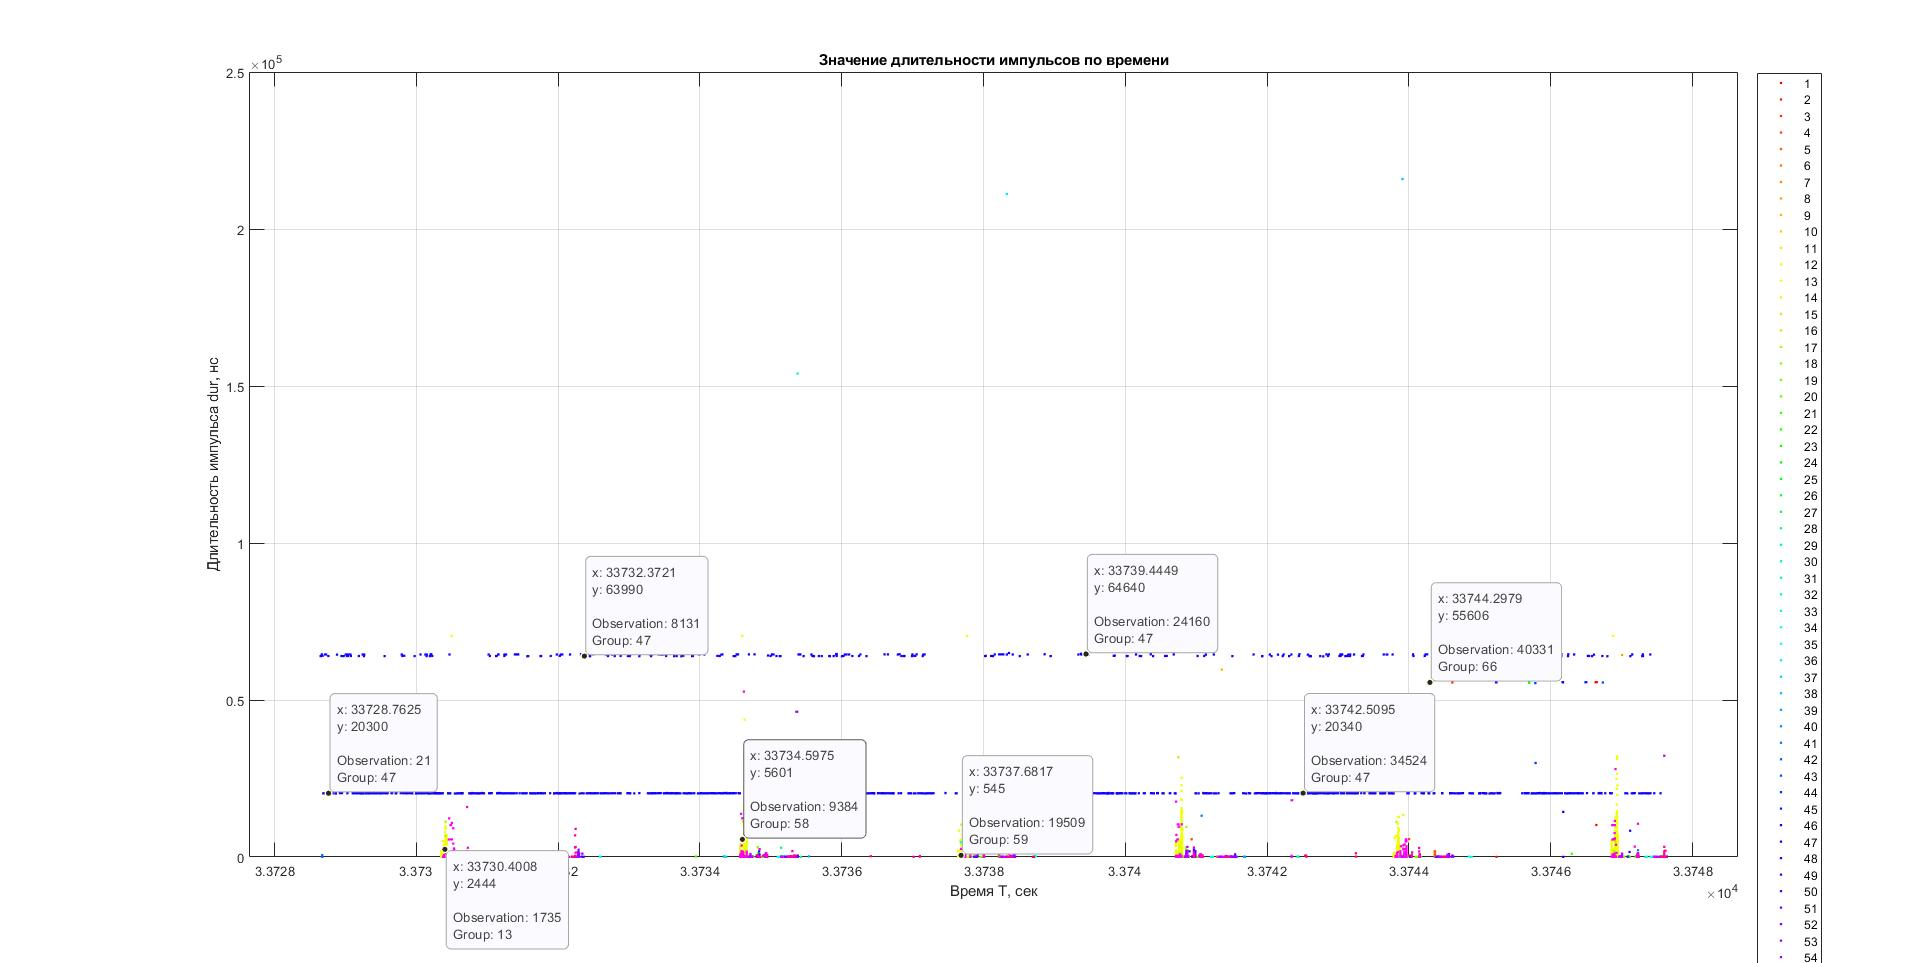 Значение длительности импульсов по времени
×10^5
2.5
2
1.5
1
0.5
0
Длительность импульса dur, нс
x: 33732.3721
y: 63990
Observation: 8131
Group: 47
x: 33739.4449
y: 64640
Observation: 24160
Group: 47
x: 33744.2979
y: 55606
Observation: 40331
Group: 66
x: 33728.7625
y: 20300
Observation: 21
Group: 47
x: 33734.5975
y: 5601
Observation: 9384
Group: 58
x: 33737.6817
y: 545
Observation: 19509
Group: 59
x: 33742.5095
y: 20340
Observation: 34524
Group: 47
x: 33730.4008
y: 2444
Observation: 1735
Group: 13
3.3728
3.373
2
3.3734
3.3736
3.3738
3.374
3.3742
3.3744
3.3746
3.3748
Время T, сек
×10^4
1
2
3
4
5
6
7
8
9
10
11
12
13
14
15
16
17
18
19
20
21
22
23
24
25
26
27
28
29
30
31
32
33
34
35
36
37
38
39
40
41
42
43
44
45
46
47
48
49
50
51
52
53
54